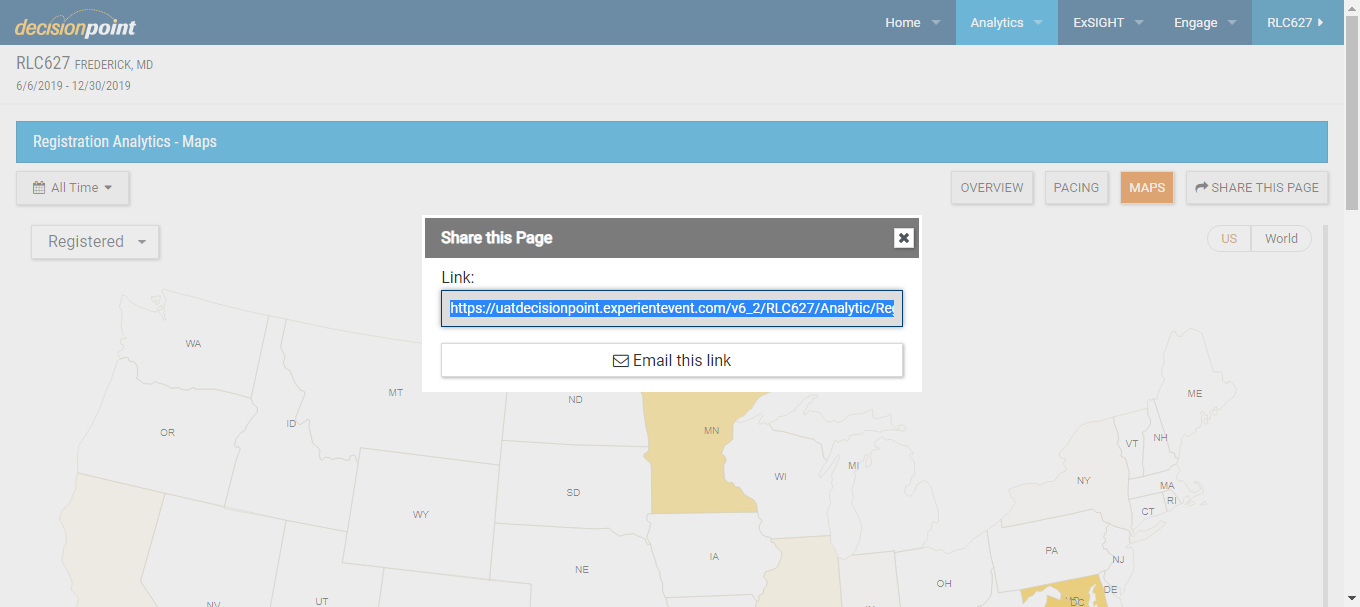 decisionpoint
Home
Analytics
ExSIGHT
Engage
RLC627
RLC627 FREDERICK, MD
6/6/2019 - 12/30/2019
Registration Analytics - Maps
All Time
OVERVIEW
PACING
MAPS
SHARE THIS PAGE
Registered
US
World
Share this Page
Link:
https://uatdecisionpoint.experientevent.com/v6_2/RLC627/Analytic/Reg
Email this link
WA
MT
ND
MN
ME
OR
ID
VT
NH
WI
MI
NY
MA
SD
RI
WY
CT
IA
PA
NE
NJ
OH
DE
NV
UT
DC